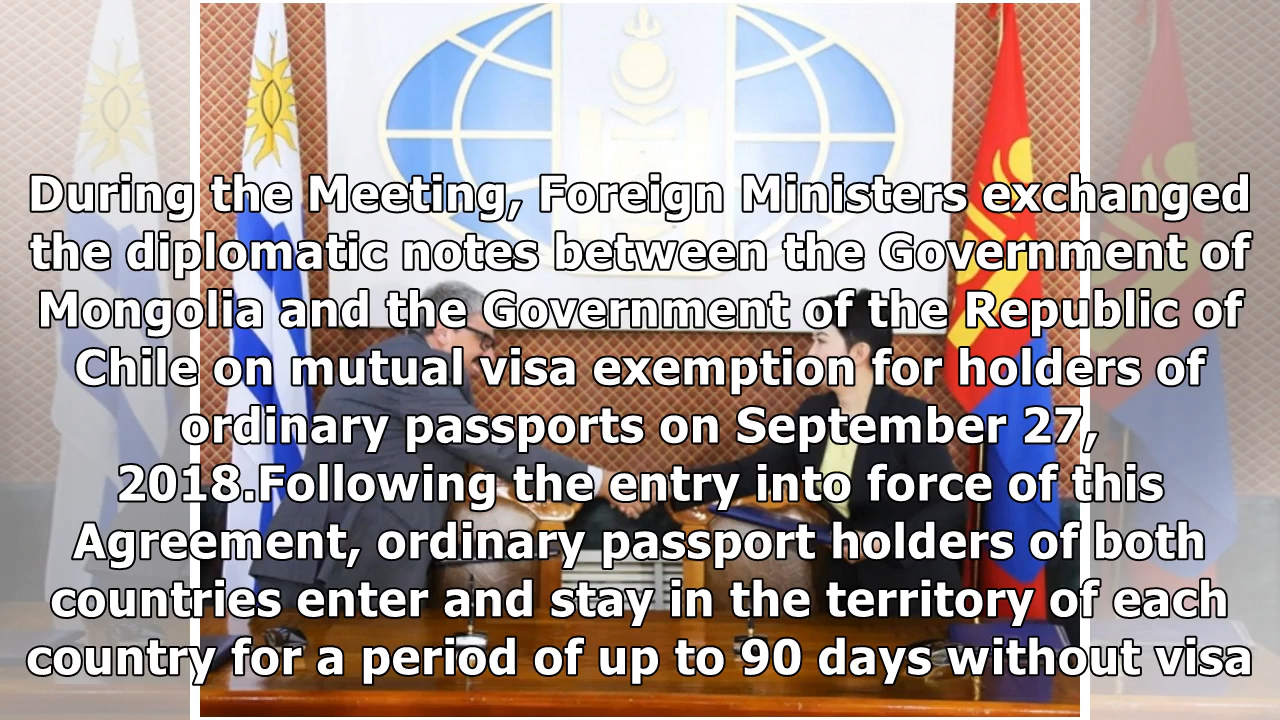 During the Meeting, Foreign Ministers exchanged
the diplomatic notes between the Government of
Mongolia and the Government of the Republic of
Chile on mutual visa exemption for holders of
ordinary passports on September 27,
2018.Following the entry into force of this
Agreement, ordinary passport holders of both
countries enter and stay in the territory of each
country for a period of up to 90 days without visa